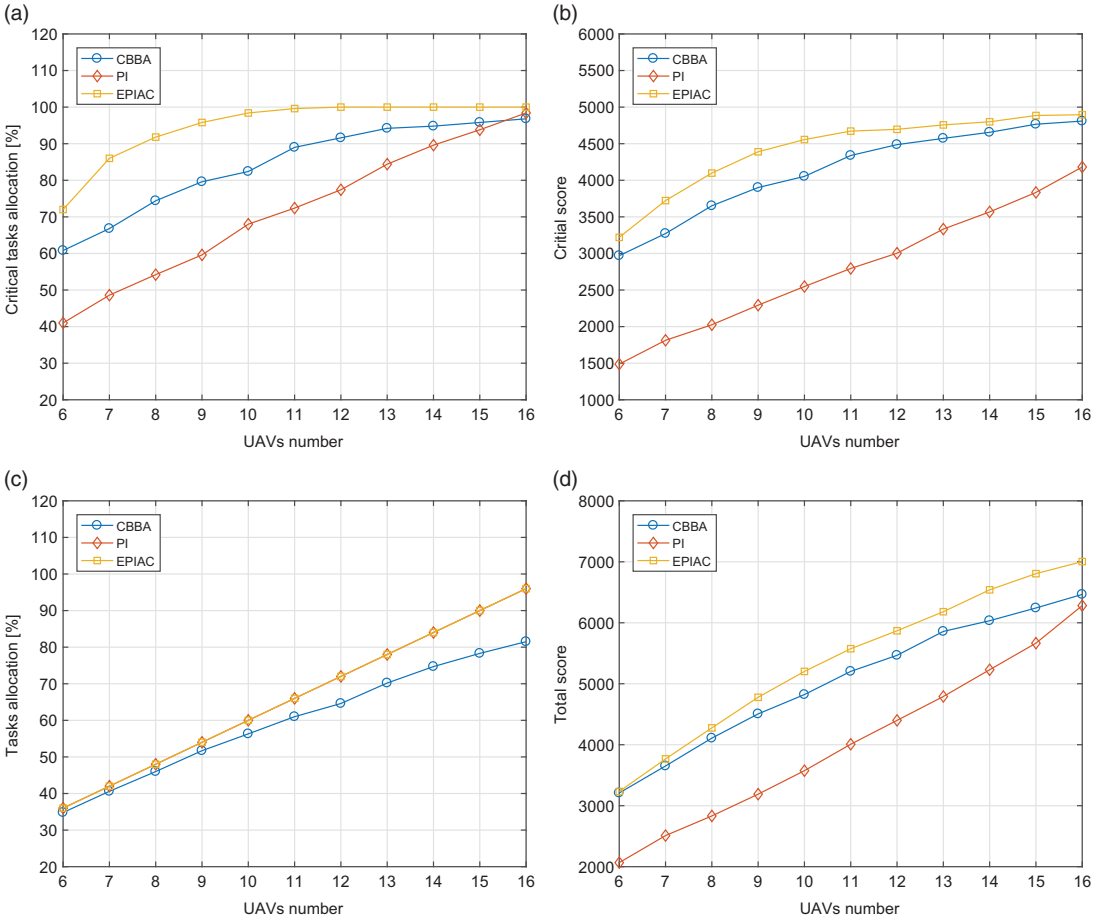 (a)
120
110
100
90
80
70
60
50
40
30
20
Critical tasks allocation [%]
CBBA
PI
EPIAC
6 7 8 9 10 11 12 13 14 15 16
UAVs number
(b)
6000
5500
5000
4500
4000
3500
3000
2500
2000
1500
1000
Critial score
CBBA
PI
EPIAC
6 7 8 9 10 11 12 13 14 15 16
UAVs number
(c)
120
110
100
90
80
70
60
50
40
30
20
Tasks allocation [%]
CBBA
PI
EPIAC
6 7 8 9 10 11 12 13 14 15 16
UAVs number
(d)
8000
7000
6000
5000
4000
3000
2000
Total score
CBBA
PI
EPIAC
6 7 8 9 10 11 12 13 14 15 16
UAVs number